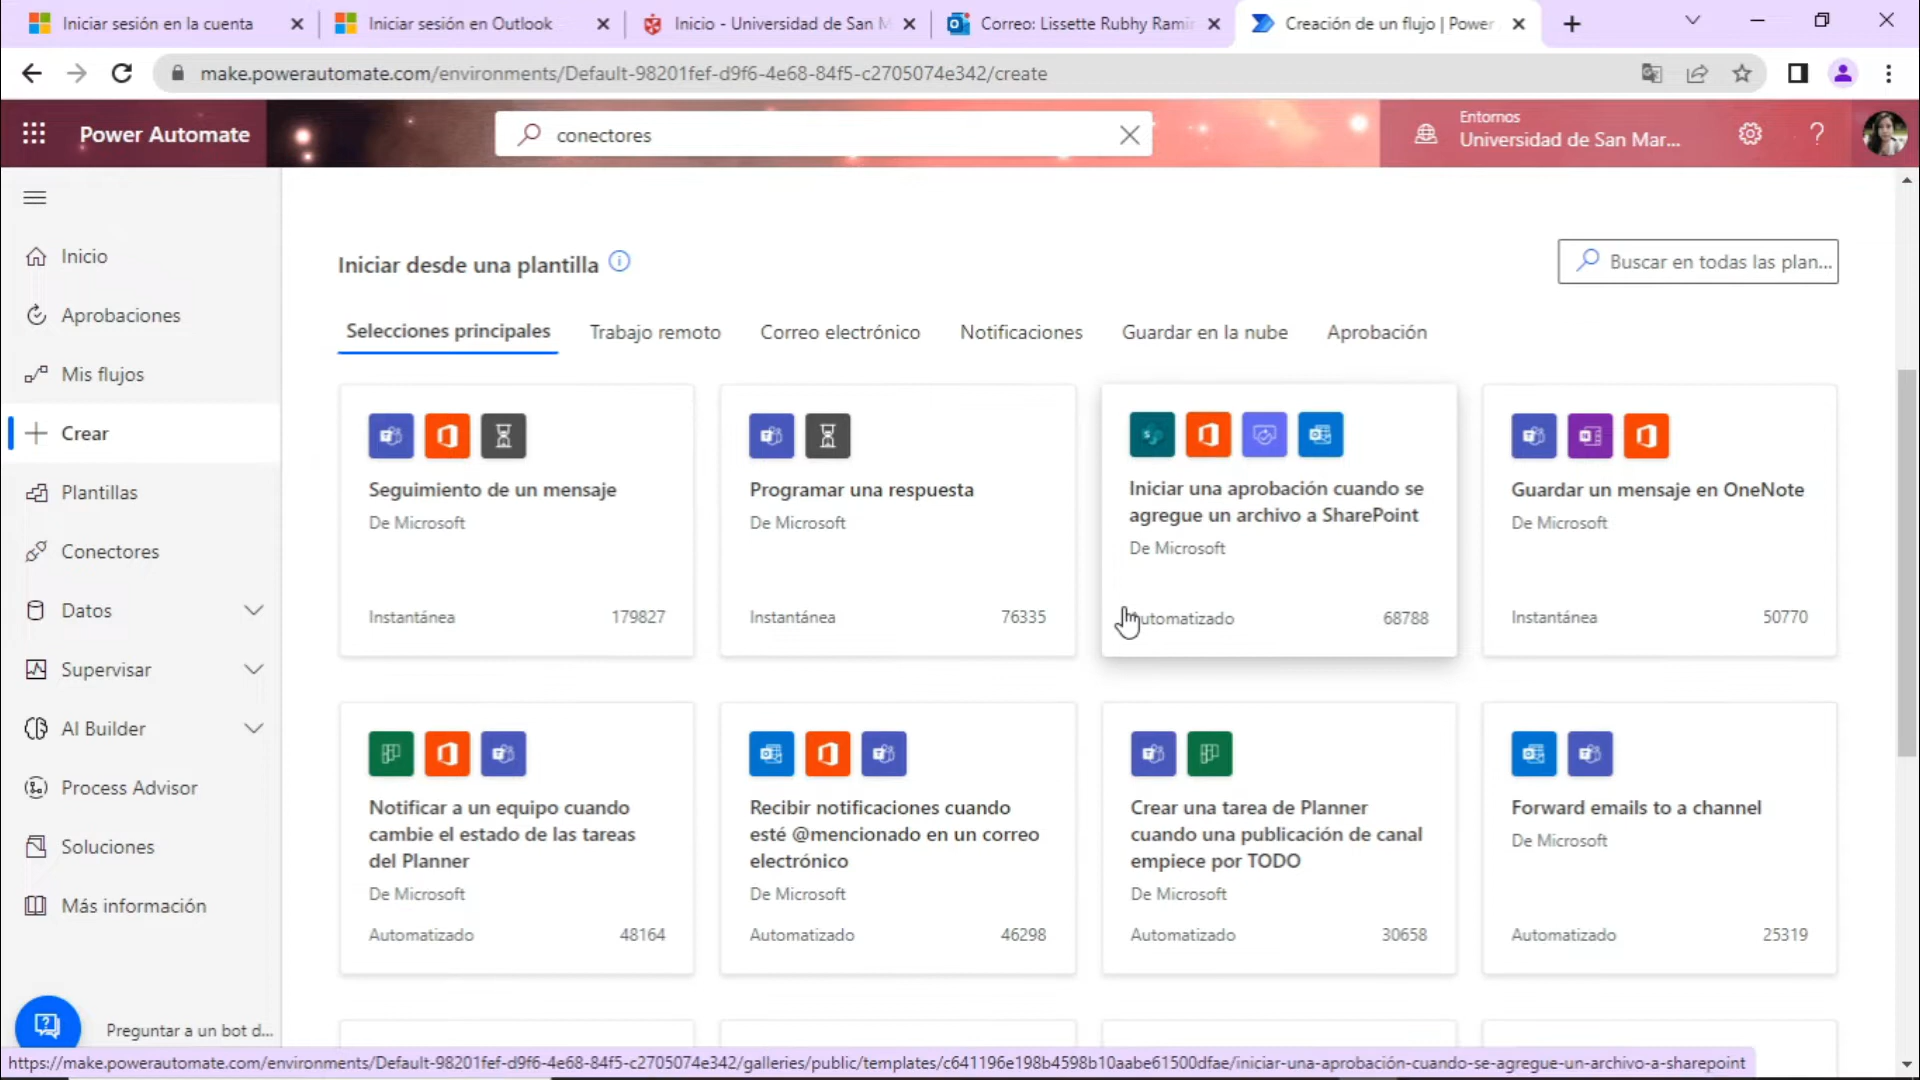 Iniciar sesión en la cuenta
Iniciar sesión en Outlook
Inicio - Universidad de San M
Correo: Lissette Rubhy Rami
Creación de un flujo | Power
make.powerautomate.com/environments/Default-98201fef-d9f6-4e68-84f5-c2705074e342/create
Power Automate
conectores
Entornos
Universidad de San Mar...
Inicio
Aprobaciones
Mis flujos
Crear
Plantillas
Conectores
Datos
Supervisar
AI Builder
Process Advisor
Soluciones
Más información
Preguntar a un bot d...
Iniciar desde una plantilla
Buscar en todas las plan...
Selecciones principales
Trabajo remoto
Correo electrónico
Notificaciones
Guardar en la nube
Aprobación
Seguimiento de un mensaje
De Microsoft
Instantánea
179827
Programar una respuesta
De Microsoft
Instantánea
76335
Iniciar una aprobación cuando se
agregue un archivo a SharePoint
De Microsoft
Automatizado
68788
Guardar un mensaje en OneNote
De Microsoft
Instantánea
50770
Notificar a un equipo cuando
cambie el estado de las tareas
del Planner
De Microsoft
Automatizado
48164
Recibir notificaciones cuando
esté @mencionado en un correo
electrónico
De Microsoft
Automatizado
46298
Crear una tarea de Planner
cuando una publicación de canal
empiece por TODO
De Microsoft
Automatizado
30658
Forward emails to a channel
De Microsoft
Automatizado
25319
https://make.powerautomate.com/environments/Default-98201fef-d9f6-4e68-84f5-c2705074e342/galleries/public/templates/c641196e198b4598b10aabe61500dfae/iniciar-una-aprobación-cuando-se-agregue-un-archivo-a-sharepoint